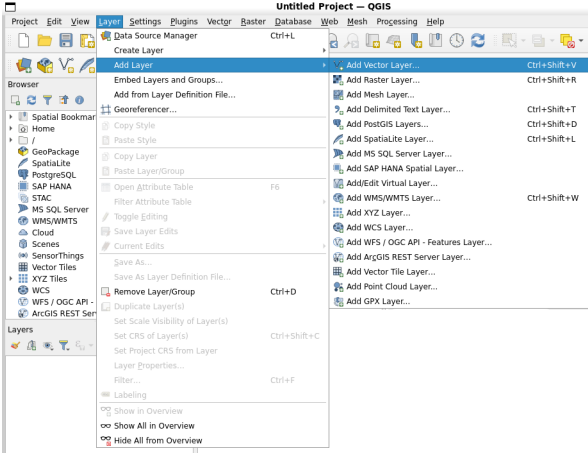 Untitled Project — QGIS
Project Edit View Layer Settings Plugins Vector Raster Database Web Mesh Processing Help
Data Source Manager Ctrl+L
Create Layer
Add Layer
Embed Layers and Groups...
Add from Layer Definition File...
Georeferencer...
Copy Style
Paste Style
Copy Layer
Paste Layer/Group
Open Attribute Table F6
Filter Attribute Table
Toggle Editing
Save Layer Edits
Current Edits
Save As...
Save As Layer Definition File...
Remove Layer/Group Ctrl+D
Duplicate Layer(s)
Set Scale Visibility of Layer(s)
Set CRS of Layer(s) Ctrl+Shift+C
Set Project CRS from Layer
Layer Properties...
Filter... Ctrl+F
Labeling
Show in Overview
Show All in Overview
Hide All from Overview
Add Vector Layer... Ctrl+Shift+V
Add Raster Layer... Ctrl+Shift+R
Add Mesh Layer...
Add Delimited Text Layer... Ctrl+Shift+T
Add PostGIS Layers... Ctrl+Shift+D
Add SpatiaLite Layer... Ctrl+Shift+L
Add MS SQL Server Layer...
Add SAP HANA Spatial Layer...
Add/Edit Virtual Layer...
Add WMS/WMTS Layer... Ctrl+Shift+W
Add XYZ Layer...
Add WCS Layer...
Add WFS / OGC API - Features Layer...
Add ArcGIS REST Server Layer...
Add Vector Tile Layer...
Add Point Cloud Layer...
Add GPX Layer...
Browser
Spatial Bookmar
Home
/
GeoPackage
SpatiaLite
PostgreSQL
SAP HANA
STAC
MS SQL Server
WMS/WMTS
Cloud
Scenes
SensorThings
Vector Tiles
XYZ Tiles
WCS
WFS / OGC API -
ArcGIS REST Serv
Layers